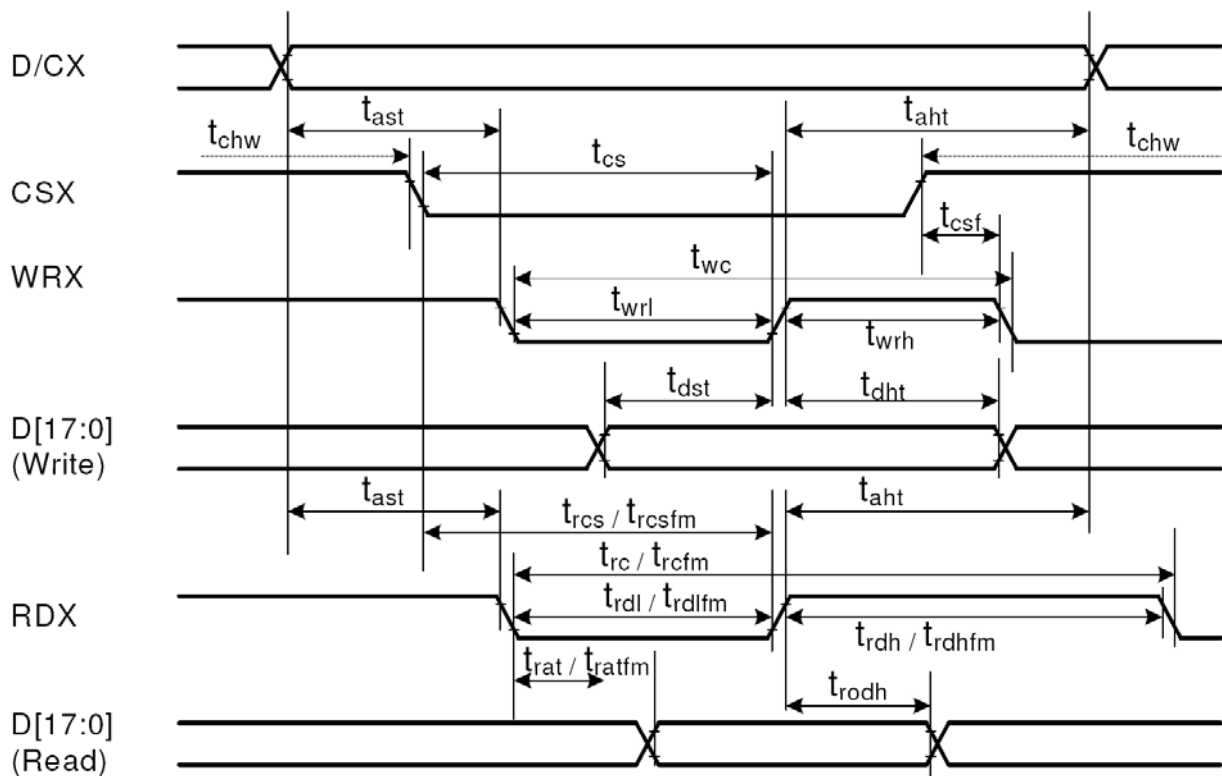 D/CX
t_ast
t_aht
t_chw
t_cs
t_chw
CSX
t_csf
WRX
t_wc
t_wrl
t_wrh
t_dst
t_dht
D[17:0]
(Write)
t_ast
t_aht
t_rcs / t_rcsfm
t_rc / t_rcfm
RDX
t_rdl / t_rdlfm
t_rdh / t_rdhfm
t_rat / t_ratfm
t_rodh
D[17:0]
(Read)